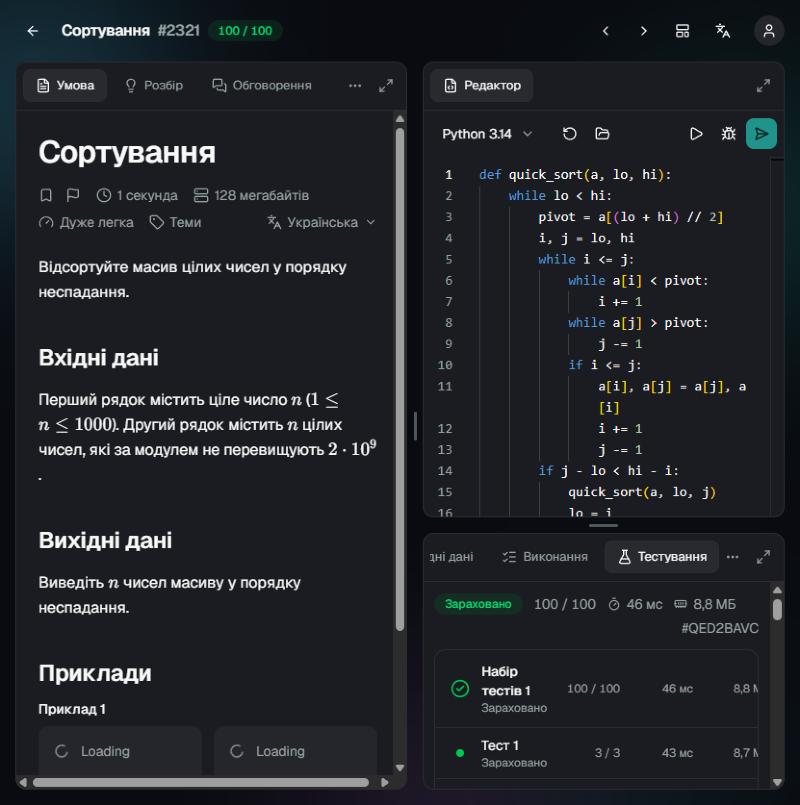 Сортування #2321 100 / 100
Умова Розбір Обговорення
Сортування
1 секунда 128 мегабайтів
Дуже легка Теми Українська
Відсортуйте масив цілих чисел у порядку
неспадання.
Вхідні дані
Перший рядок містить ціле число n (1 ≤
n ≤ 1000). Другий рядок містить n цілих
чисел, які за модулем не перевищують 2 · 10⁹
.
Вихідні дані
Виведіть n чисел масиву у порядку
неспадання.
Приклади
Приклад 1
Loading Loading
Редактор
Python 3.14
1 def quick_sort(a, lo, hi):
2 while lo < hi:
3 pivot = a[(lo + hi) // 2]
4 i, j = lo, hi
5 while i <= j:
6 while a[i] < pivot:
7 i += 1
8 while a[j] > pivot:
9 j -= 1
10 if i <= j:
11 a[i], a[j] = a[j], a
[i]
12 i += 1
13 j -= 1
14 if j - lo < hi - i:
15 quick_sort(a, lo, j)
16 lo = i
дні дані Виконання Тестування
Зараховано 100 / 100 46 мс 8,8 МБ
#QED2BAVC
Набір
тестів 1 100 / 100 46 мс 8,8 М
Зараховано
Тест 1 3 / 3 43 мс 8,7 М
Зараховано